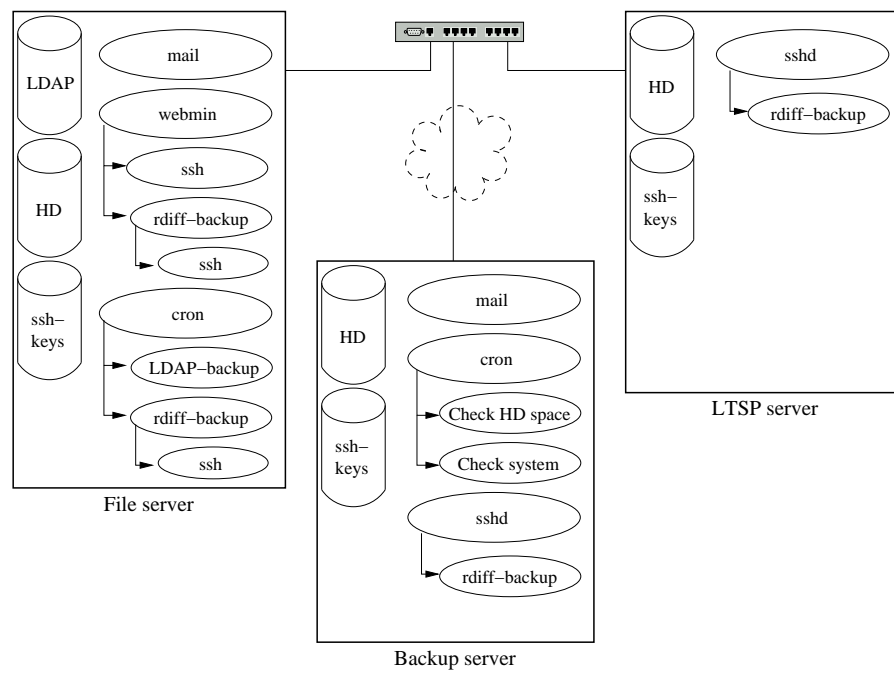 LDAP
mail
webmin
ssh
HD
rdiff−backup
ssh
ssh−
keys
cron
LDAP−backup
rdiff−backup
ssh
File server
HD
mail
cron
Check HD space
ssh−
keys
Check system
sshd
rdiff−backup
Backup server
HD
sshd
rdiff−backup
ssh−
keys
LTSP server